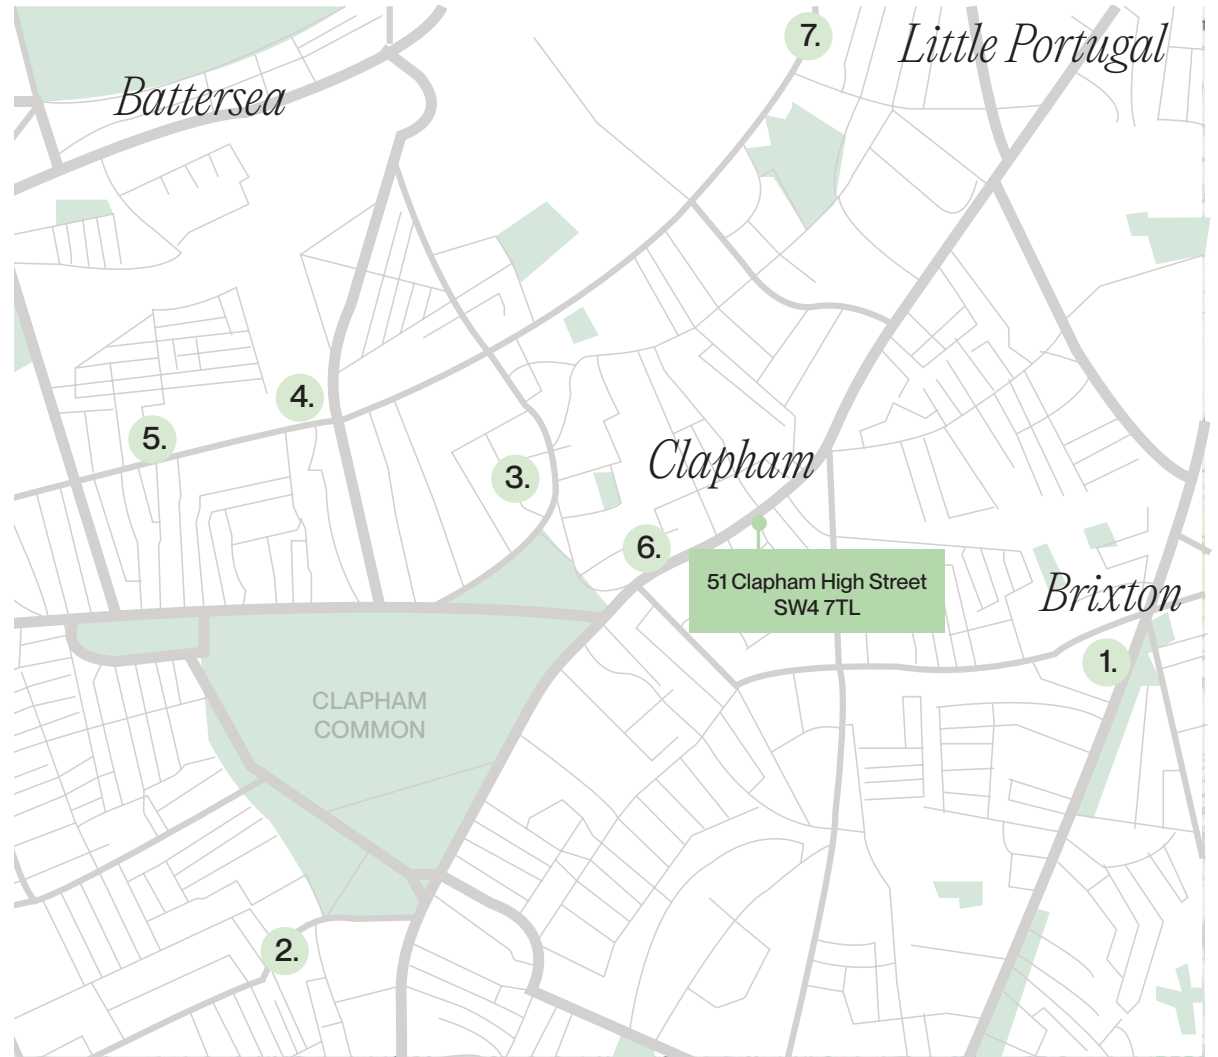 7.
Little Portugal
Battersea
4.
5.
Clapham
3.
6.
51 Clapham High Street
SW4 7TL
Brixton
1.
CLAPHAM
COMMON
2.